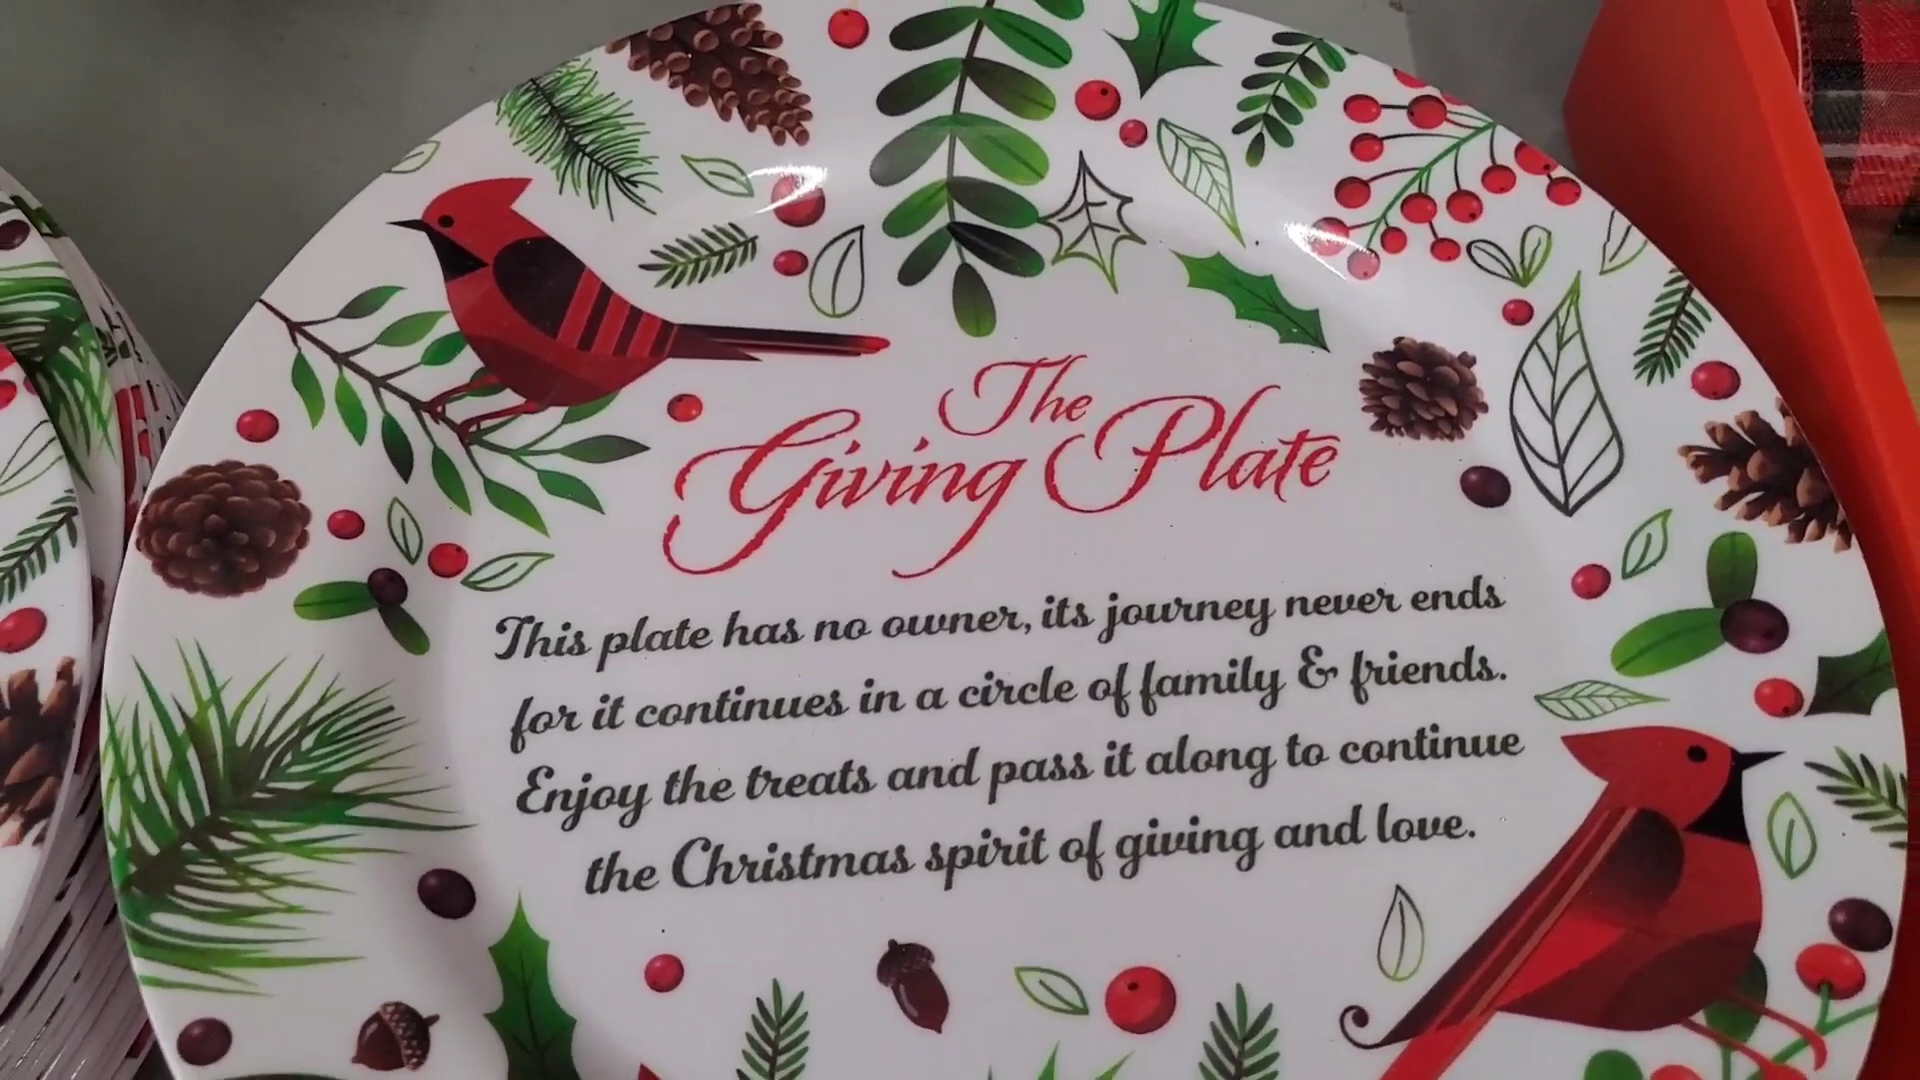 The
Giving Plate
This plate has no owner, its journey never ends
for it continues in a circle of family & friends.
Enjoy the treats and pass it along to continue
the Christmas spirit of giving and love.